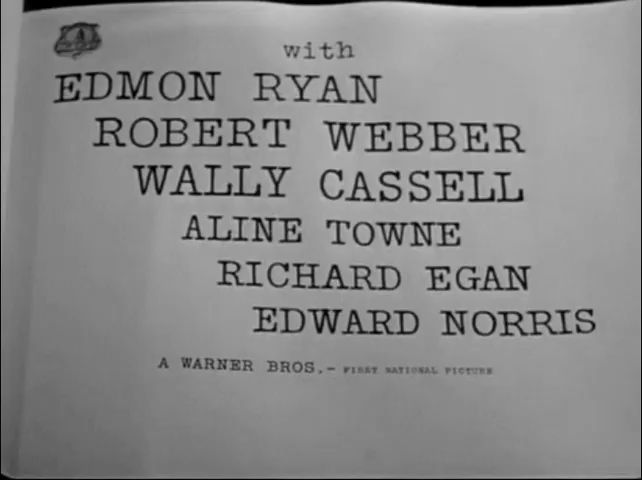 with
EDMON RYAN
ROBERT WEBBER
WALLY CASSELL
ALINE TOWNE
RICHARD EGAN
EDWARD NORRIS
A WARNER BROS.— FIRST NATIONAL PICTURE